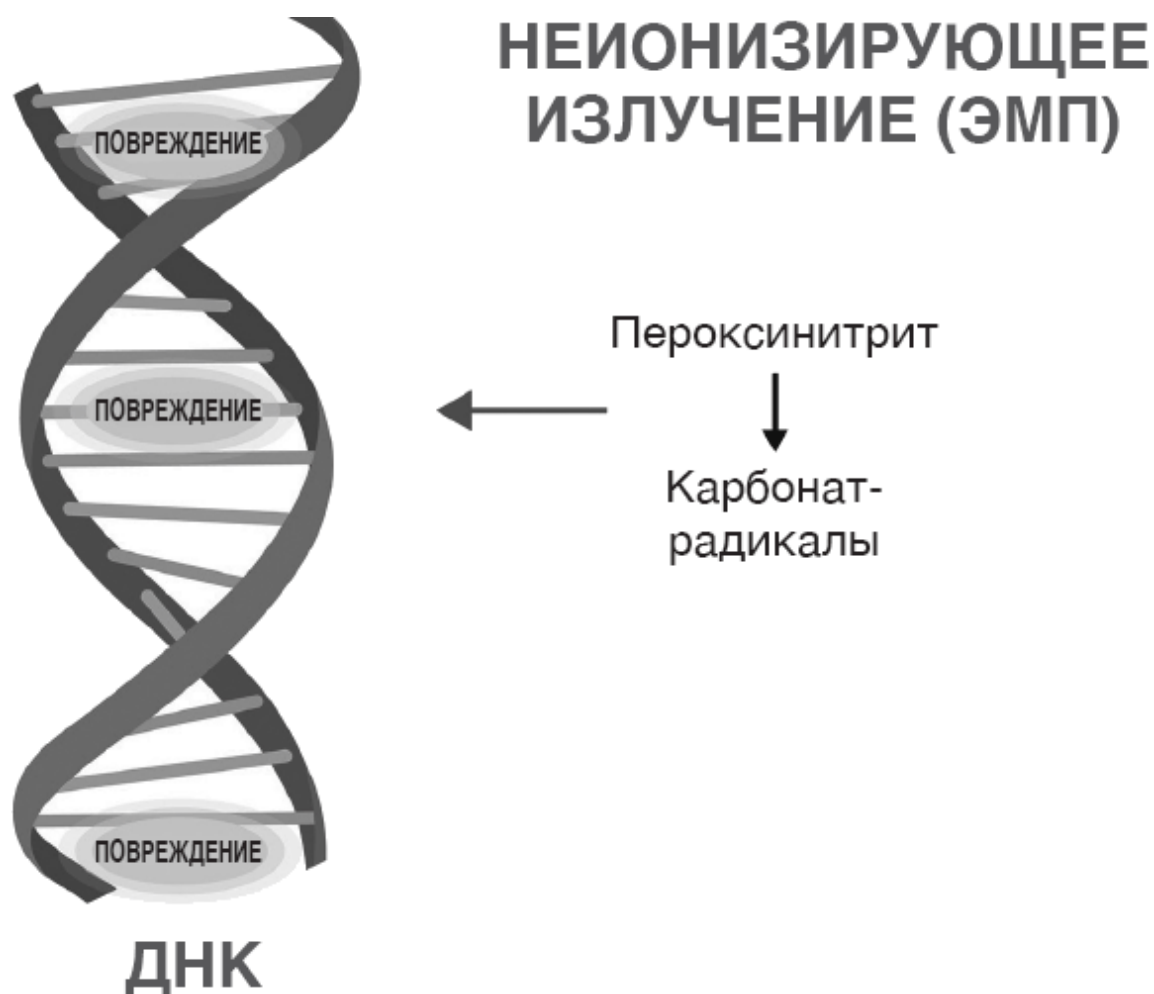 НЕИОНИЗИРУЮЩЕЕ
ИЗЛУЧЕНИЕ (ЭМП)
ПОВРЕЖДЕНИЕ
Пероксинитрит
ПОВРЕЖДЕНИЕ
Карбонат-
радикалы
ПОВРЕЖДЕНИЕ
ДНК